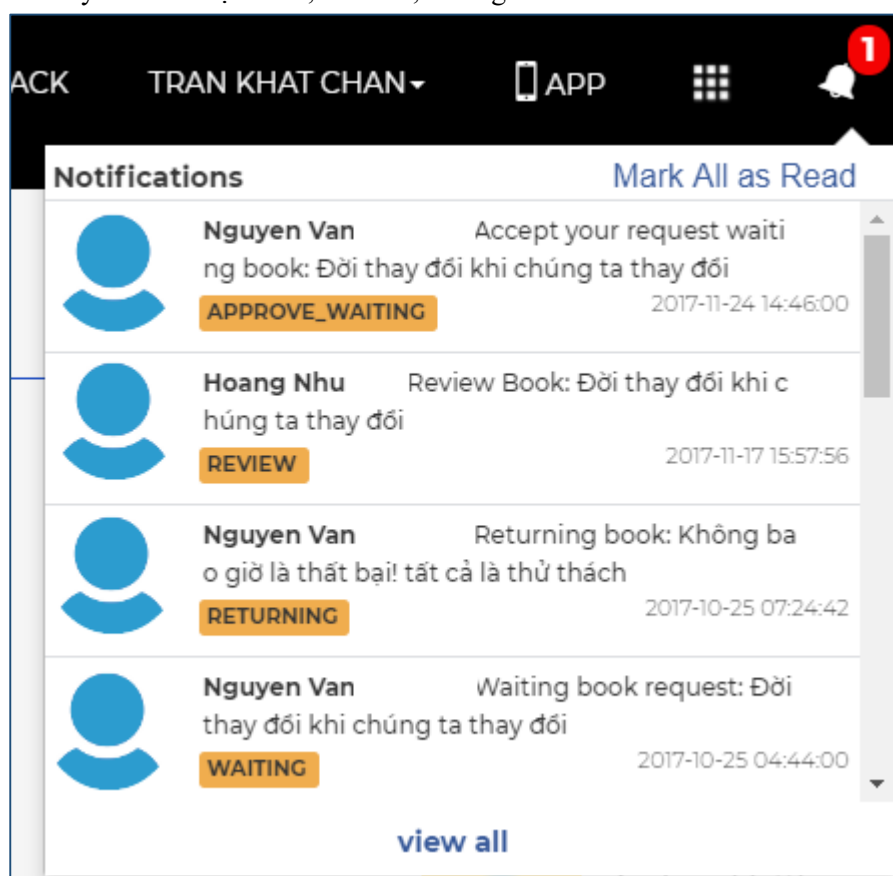 ACK TRAN KHAT CHAN APP 1
Notifications Mark All as Read
Nguyen Van Accept your request waiti
ng book: Đời thay đổi khi chúng ta thay đổi
APPROVE_WAITING 2017-11-24 14:46:00
Hoang Nhu Review Book: Đời thay đổi khi c
húng ta thay đổi
REVIEW 2017-11-17 15:57:56
Nguyen Van Returning book: Không ba
o giờ là thất bại! tất cả là thử thách
RETURNING 2017-10-25 07:24:42
Nguyen Van Waiting book request: Đời
thay đổi khi chúng ta thay đổi
WAITING 2017-10-25 04:44:00
view all